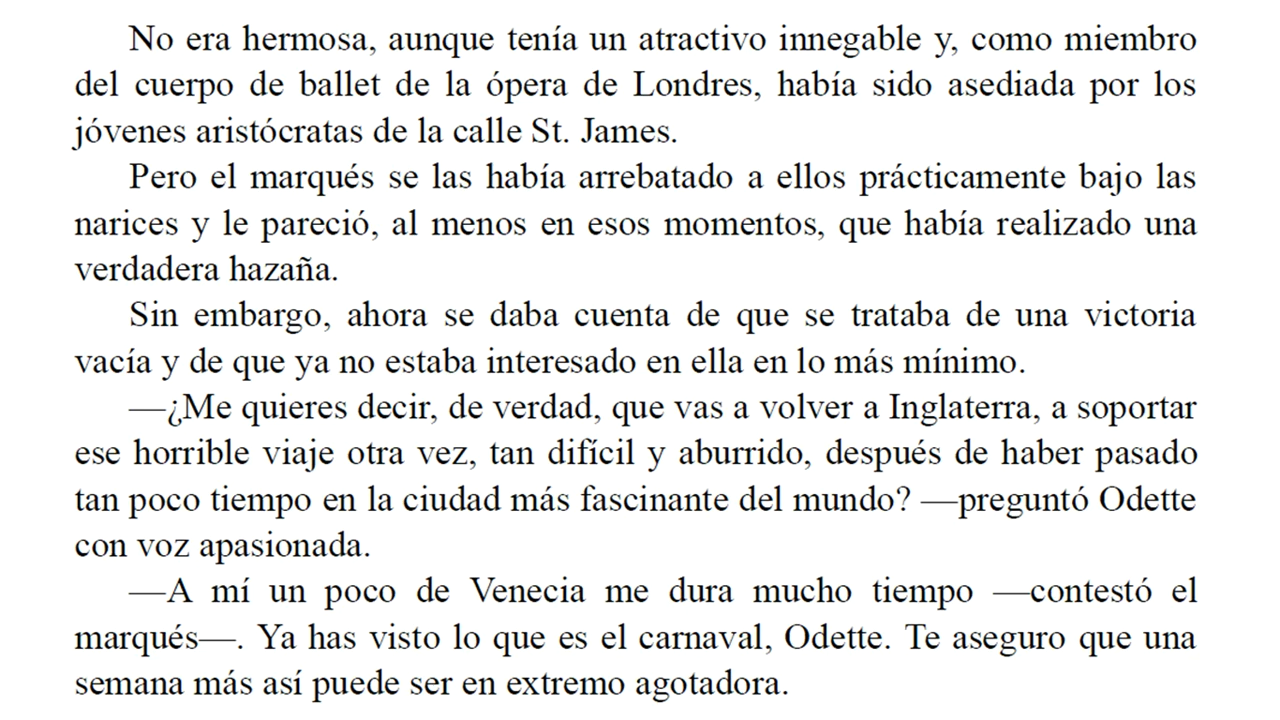 No era hermosa, aunque tenía un atractivo innegable y, como miembro
del cuerpo de ballet de la ópera de Londres, había sido asediada por los
jóvenes aristócratas de la calle St. James.
Pero el marqués se las había arrebatado a ellos prácticamente bajo las
narices y le pareció, al menos en esos momentos, que había realizado una
verdadera hazaña.
Sin embargo, ahora se daba cuenta de que se trataba de una victoria
vacía y de que ya no estaba interesado en ella en lo más mínimo.
—¿Me quieres decir, de verdad, que vas a volver a Inglaterra, a soportar
ese horrible viaje otra vez, tan difícil y aburrido, después de haber pasado
tan poco tiempo en la ciudad más fascinante del mundo? —preguntó Odette
con voz apasionada.
—A mí un poco de Venecia me dura mucho tiempo —contestó el
marqués—. Ya has visto lo que es el carnaval, Odette. Te aseguro que una
semana más así puede ser en extremo agotadora.